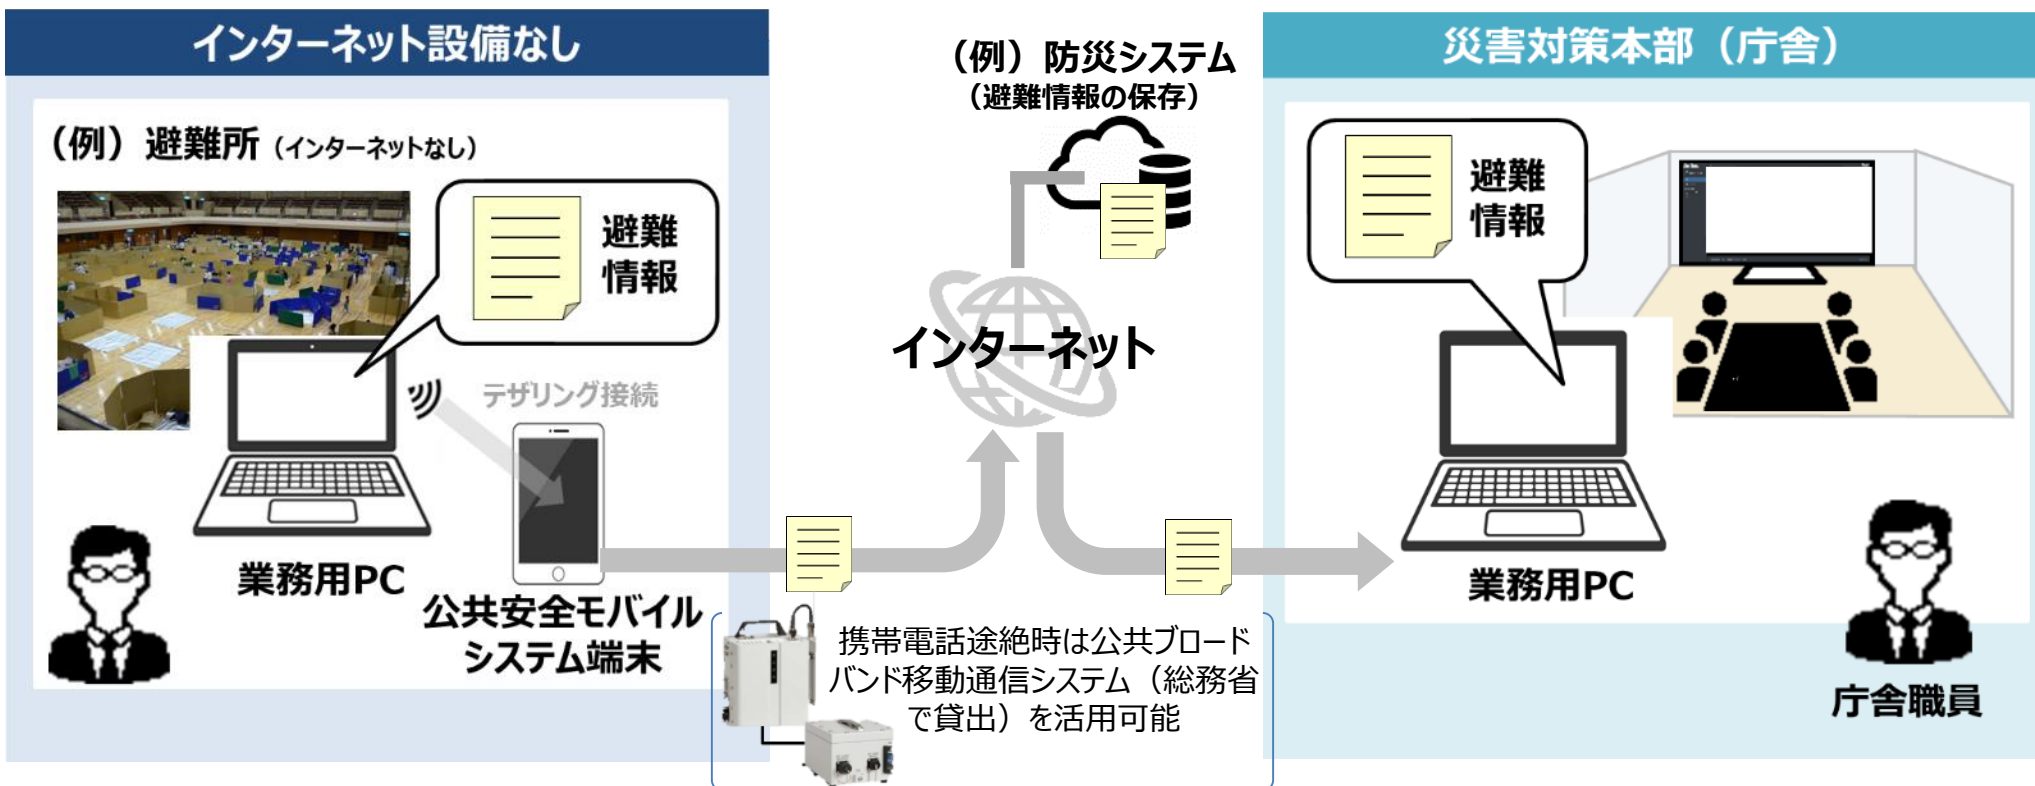 インターネット設備なし
（例）避難所（インターネットなし）
避難
情報
テザリング接続
業務用PC
公共安全モバイル
システム端末
（例）防災システム
（避難情報の保存）
インターネット
携帯電話途絶時は公共ブロード
バンド移動通信システム（総務省
で貸出）を活用可能
災害対策本部（庁舎）
避難
情報
業務用PC
庁舎職員